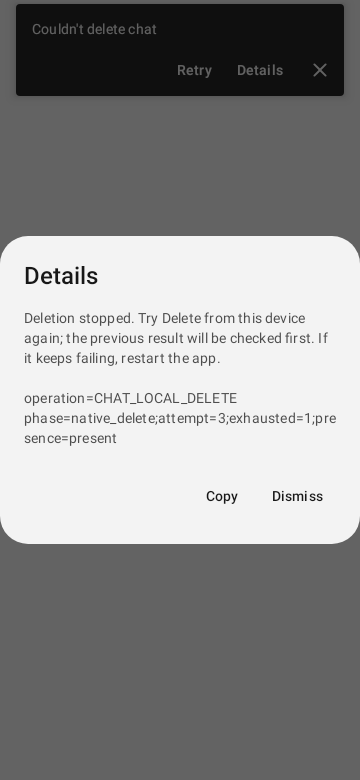 Couldn't delete chat
Retry Details
Details
Deletion stopped. Try Delete from this device
again; the previous result will be checked first. If
it keeps failing, restart the app.
operation=CHAT_LOCAL_DELETE
phase=native_delete;attempt=3;exhausted=1;pre
sence=present
Copy Dismiss